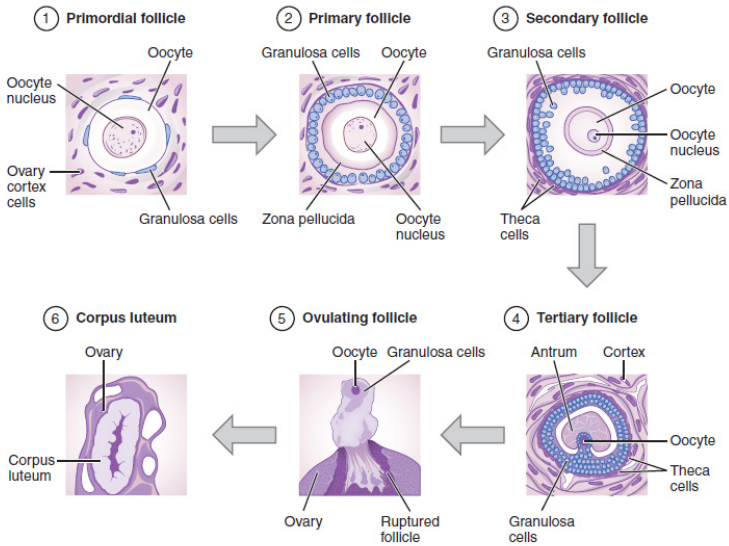 1 Primordial follicle
Oocyte
Oocyte
nucleus
Ovary
cortex
cells
Granulosa cells
2 Primary follicle
Granulosa cells
Oocyte
Zona pellucida
Oocyte
nucleus
3 Secondary follicle
Granulosa cells
Oocyte
Oocyte
nucleus
Zona
pellucida
Theca
cells
6 Corpus luteum
Ovary
Corpus
luteum
5 Ovulating follicle
Oocyte
Granulosa cells
Ovary
Ruptured
follicle
4 Tertiary follicle
Antrum
Cortex
Oocyte
Theca
cells
Granulosa
cells